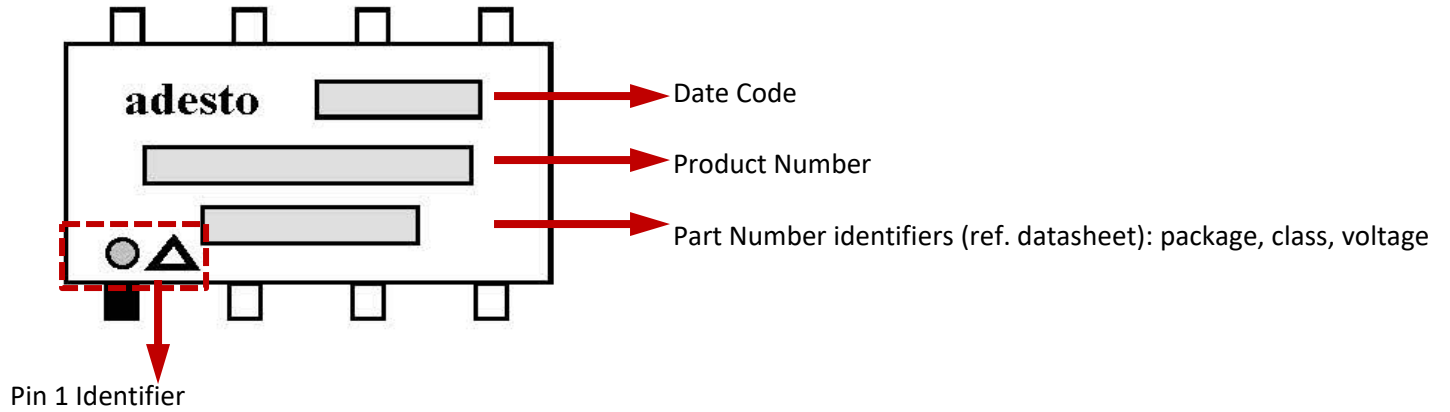 adesto
Date Code
Product Number
Part Number identifiers (ref. datasheet): package, class, voltage
Pin 1 Identifier